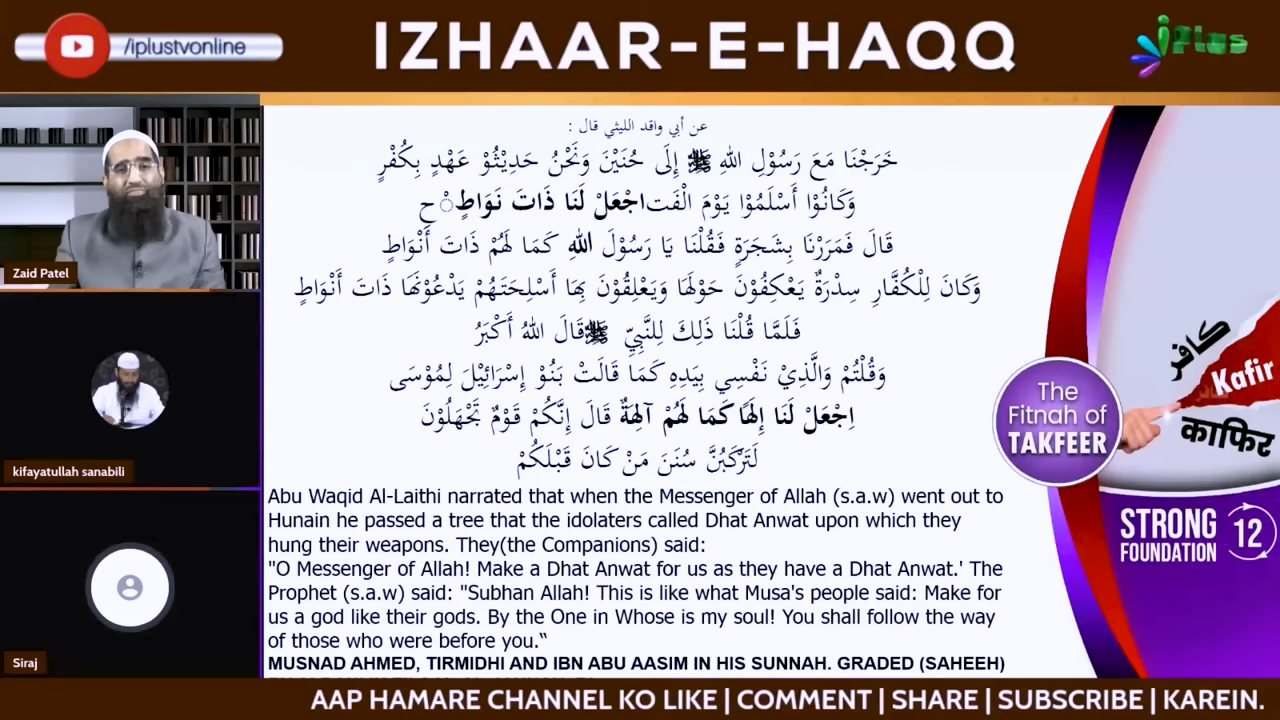 /iplustvonline
IZHAAR-E-HAQQ
iPlus
عن أبي واقد الليثي قال :
خَرَجْنَا مَعَ رَسُوْلِ اللهِ ﷺ إِلَى حُنَيْنَ وَنَحْنُ حَدِيْثُوْ عَهْدٍ بِكُفْرٍ
وَكَانُوْا أَسْلَمُوْا يَوْمَ الْفَتاجْعَلْ لَنَا ذَاتَ نَوَاطٍْح
قَالَ فَمَرَرْنَا بِشَجَرَةٍ فَقُلْنَا يَا رَسُوْلَ اللهِ كَمَا لَهُمْ ذَاتَ أَنْوَاطٍ
وَكَانَ لِلْكُفَّارِ سِدْرَةٌ يَعْكِفُوْنَ حَوْلَهَا وَيَعْلِقُوْنَ بِهَا أَسْلِحَتَهُمْ يَدْعُوْنَهَا ذَاتَ أَنْوَاطٍ
فَلَمَّا قُلْنَا ذَلِكَ لِلنَّبِيِّ ﷺقَالَ اللهُ أَكْبَرُ
وَقُلْتُمْ وَالَّذِيْ نَفْسِي بِيَدِهِ كَمَا قَالَتْ بَنُوْ إِسْرَائِيْلَ لِمُوْسَى
اِجْعَلْ لَنَا إِلهًا كَمَا لَهُمْ آلِهَةٌ قَالَ إِنَّكُمْ قَوْمٌ تَجْهَلُوْنَ
لَتَرْكَبُنَّ سُنَنَ مَنْ كَانَ قَبْلَكُمْ
Abu Waqid Al-Laithi narrated that when the Messenger of Allah (s.a.w) went out to
Hunain he passed a tree that the idolaters called Dhat Anwat upon which they
hung their weapons. They(the Companions) said:
"O Messenger of Allah! Make a Dhat Anwat for us as they have a Dhat Anwat.' The
Prophet (s.a.w) said: "Subhan Allah! This is like what Musa's people said: Make for
us a god like their gods. By the One in Whose is my soul! You shall follow the way
of those who were before you.“
MUSNAD AHMED, TIRMIDHI AND IBN ABU AASIM IN HIS SUNNAH. GRADED (SAHEEH)
Zaid Patel
kifayatullah sanabili
Siraj
كافر
Kafir
काफिर
The
Fitnah of
TAKFEER
STRONG
FOUNDATION
12
AAP HAMARE CHANNEL KO LIKE | COMMENT | SHARE | SUBSCRIBE | KAREIN.